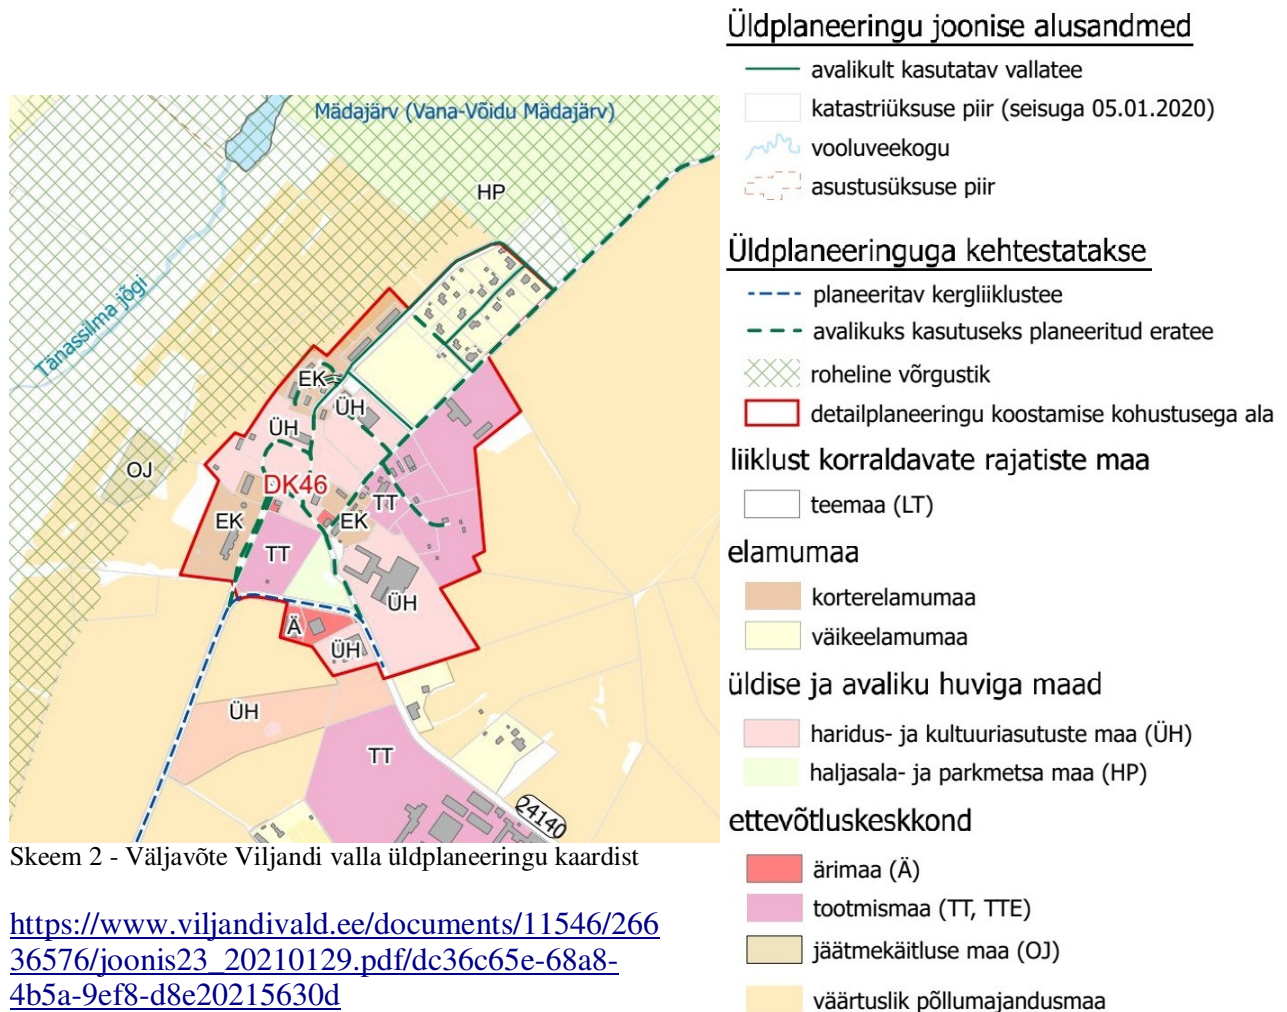 Mädajärv (Vana-Võidu Mädajärv)
HP
Tänassilma jõgi
EK
ÜH
ÜH
OJ
DK46
TT
EK
EK
TT
ÜH
Ä
ÜH
ÜH
TT
24140
Skeem 2 - Väljavõte Viljandi valla üldplaneeringu kaardist
https://www.viljandivald.ee/documents/11546/266
36576/joonis23_20210129.pdf/dc36c65e-68a8-
4b5a-9ef8-d8e20215630d
Üldplaneeringu joonise alusandmed
avalikult kasutatav vallatee
katastriüksuse piir (seisuga 05.01.2020)
vooluveekogu
asustusüksuse piir
Üldplaneeringuga kehtestatakse
planeeritav kergliiklustee
avalikuks kasutuseks planeeritud eratee
roheline võrgustik
detailplaneeringu koostamise kohustusega ala
liiklust korraldavate rajatiste maa
teemaa (LT)
elamumaa
korterelamumaa
väikeelamumaa
üldise ja avaliku huviga maad
haridus- ja kultuuriasutuste maa (ÜH)
haljasala- ja parkmetsa maa (HP)
ettevõtluskeskkond
ärimaa (Ä)
tootmismaa (TT, TTE)
jäätmekäitluse maa (OJ)
väärtuslik põllumajandusmaa